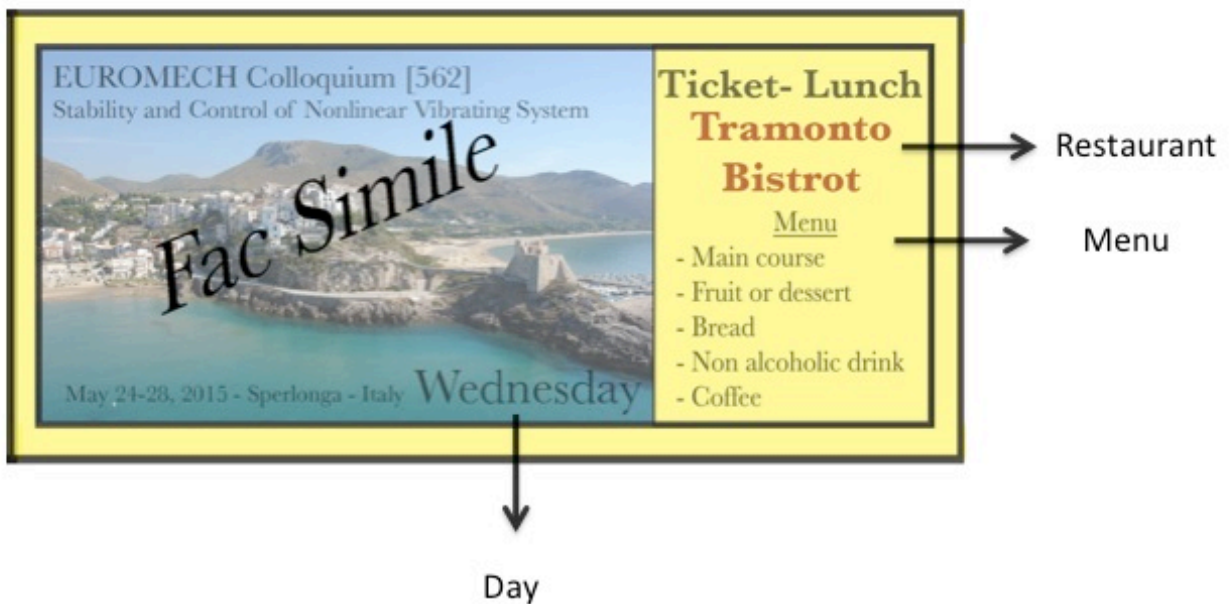 EUROMECH Colloquium [562]
Stability and Control of Nonlinear Vibrating System
Fac Simile
May 24-28, 2015 - Sperlonga - Italy Wednesday
Ticket- Lunch
Tramonto
Bistrot
Menu
- Main course
- Fruit or dessert
- Bread
- Non alcoholic drink
- Coffee
Restaurant
Menu
Day